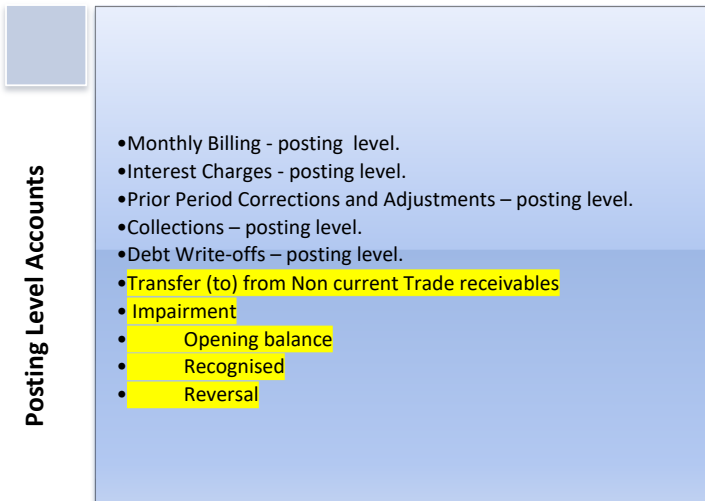 Posting Level Accounts
•Monthly Billing - posting  level.
•Interest Charges - posting level.
•Prior Period Corrections and Adjustments – posting level.
•Collections – posting level.
•Debt Write-offs – posting level.
•Transfer (to) from Non current Trade receivables
• Impairment
• Opening balance
• Recognised
• Reversal